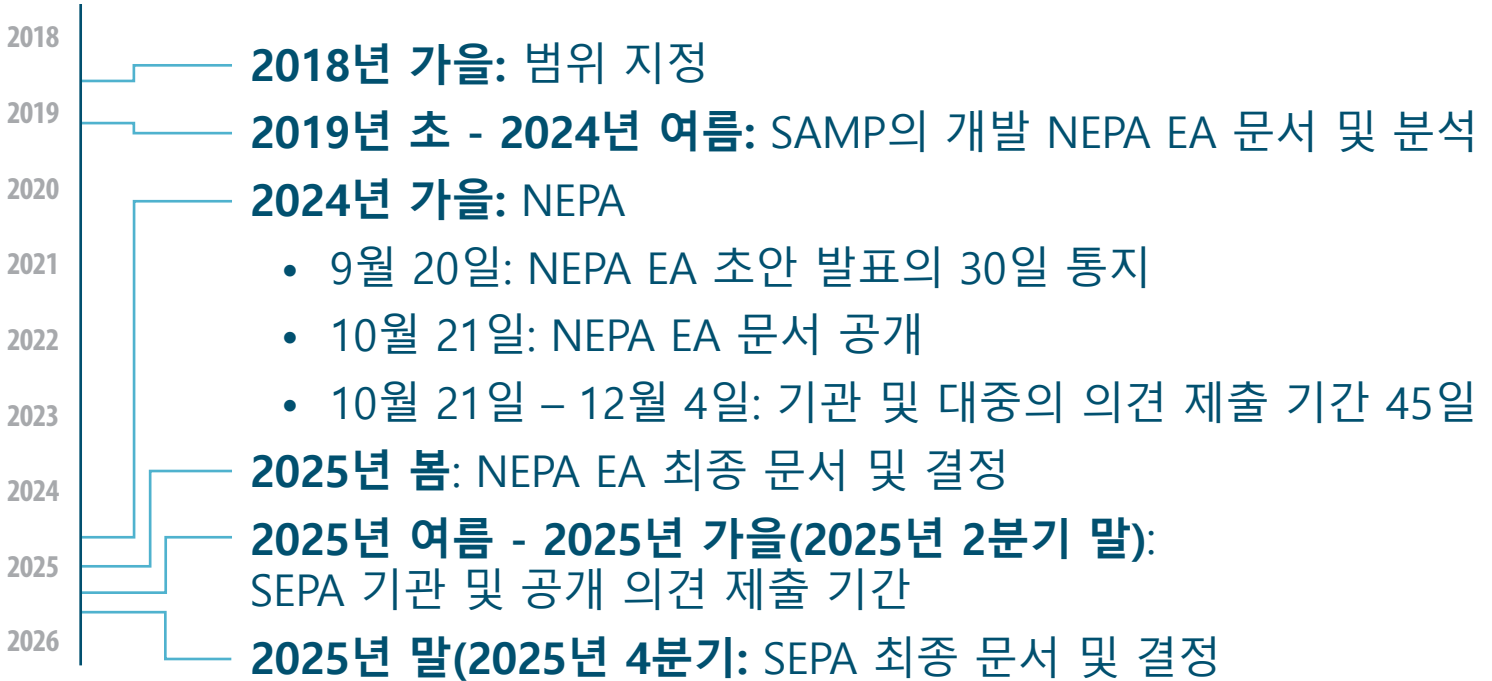 2018
2018년 가을: 범위 지정
2019
2019년 초 - 2024년 여름: SAMP의 개발 NEPA EA 문서 및 분석
2020
2024년 가을: NEPA
2021
• 9월 20일: NEPA EA 초안 발표의 30일 통지
2022
• 10월 21일: NEPA EA 문서 공개
2023
• 10월 21일 – 12월 4일: 기관 및 대중의 의견 제출 기간 45일
2025년 봄: NEPA EA 최종 문서 및 결정
2024
2025년 여름 - 2025년 가을(2025년 2분기 말):
2025
SEPA 기관 및 공개 의견 제출 기간
2026
2025년 말(2025년 4분기: SEPA 최종 문서 및 결정